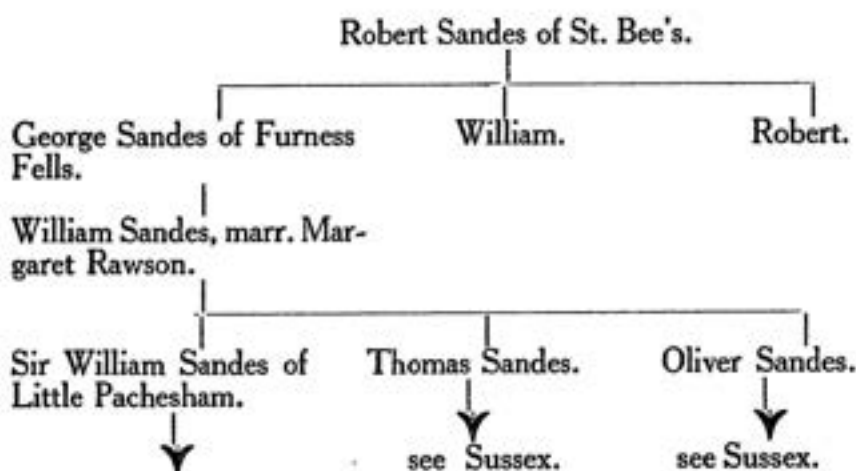 Robert Sandes of St. Bee's.
George Sandes of Furness
Fells.
William.
Robert.
William Sandes, marr. Mar-
garet Rawson.
Sir William Sandes of
Little Pachesham.
Thomas Sandes.
Oliver Sandes.
see Sussex.
see Sussex.